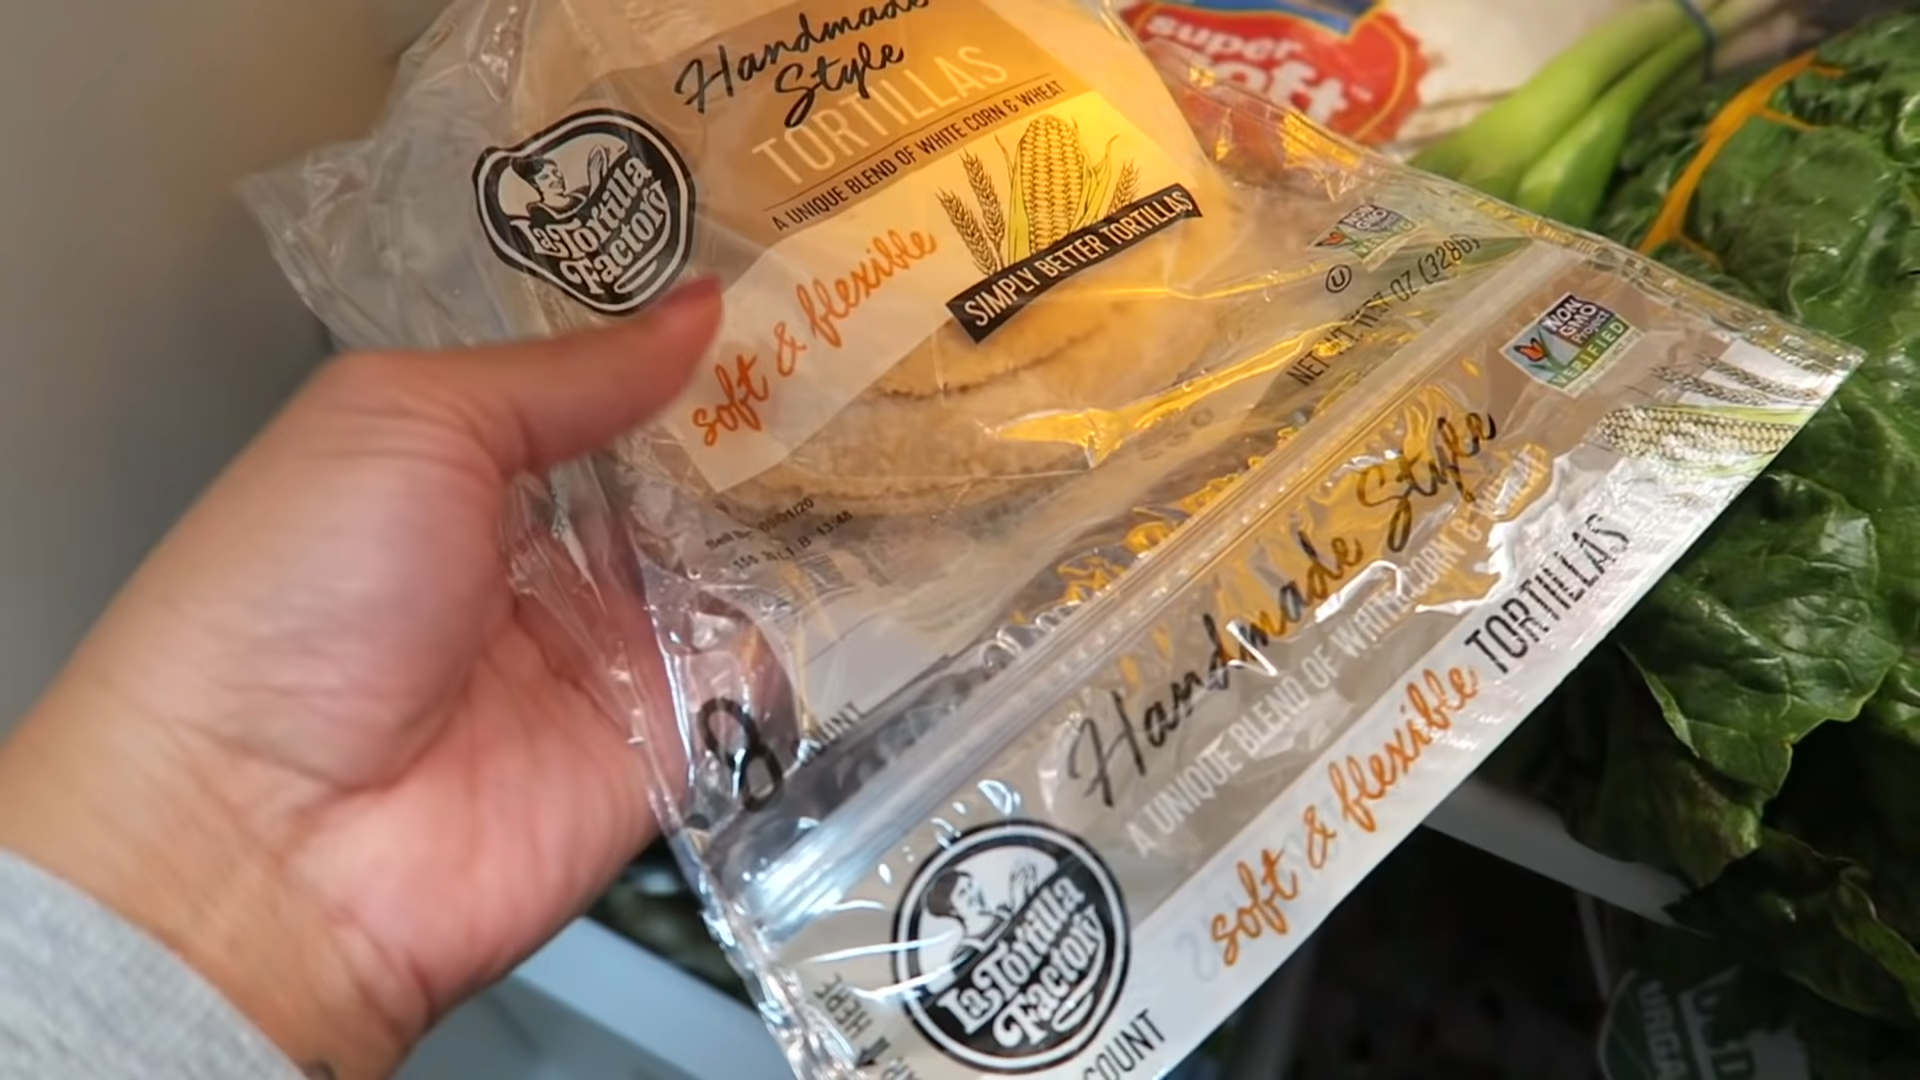 Handmade
Style
TORTILLAS
A UNIQUE BLEND OF WHITE CORN & WHEAT
La Tortilla
Factory
soft & flexible
SIMPLY BETTER TORTILLAS
super
soft
NON
GMO
Project
VERIFIED
Handmade Style
A UNIQUE BLEND OF WHITE CORN & WHEAT
soft & flexible TORTILLAS
8
La Tortilla
Factory
HERE
COUNT